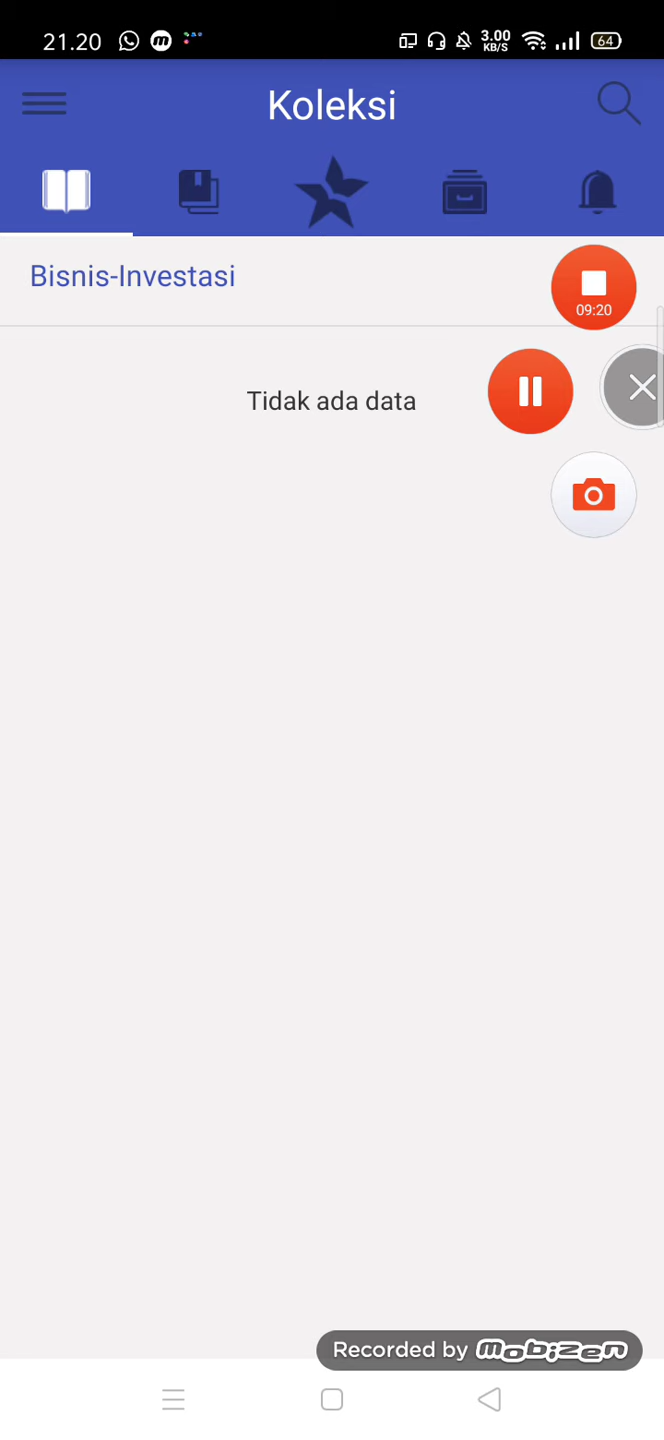 21.20 3.00 KB/S 64
Koleksi
Bisnis-Investasi
09:20
Tidak ada data
Recorded by mobizen